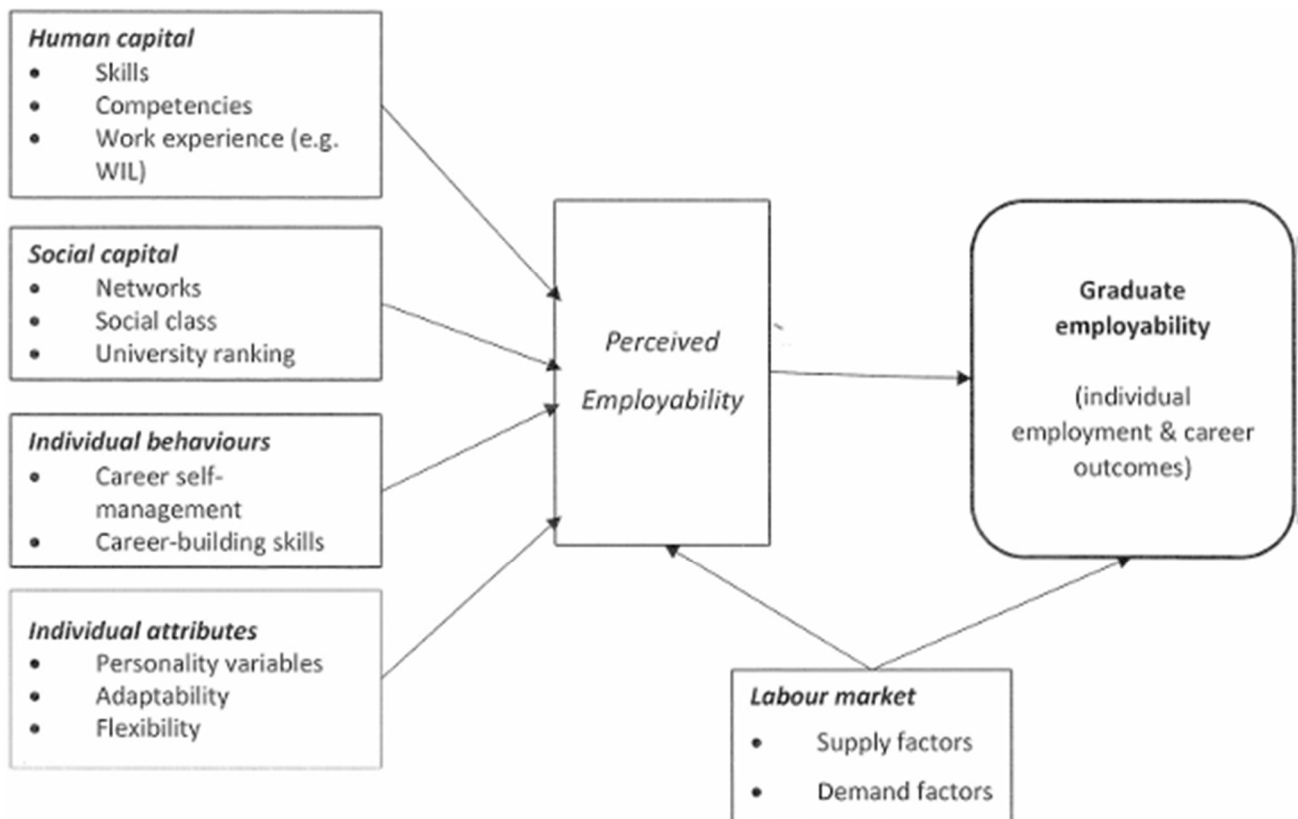 Human capital
• Skills
• Competencies
• Work experience (e.g.
WIL)
Social capital
• Networks
• Social class
• University ranking
Individual behaviours
• Career self-
management
• Career-building skills
Individual attributes
• Personality variables
• Adaptability
• Flexibility
Perceived
Employability
Graduate
employability
(individual
employment & career
outcomes)
Labour market
• Supply factors
• Demand factors